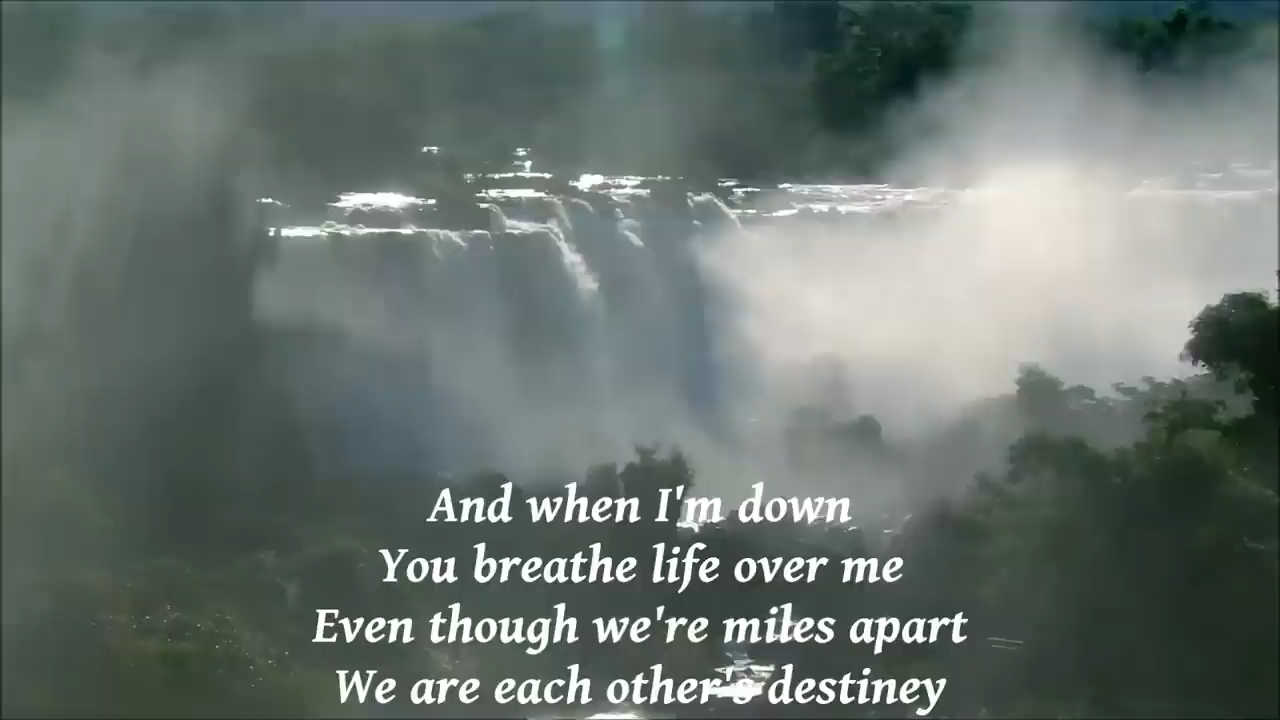 And when I'm down
You breathe life over me
Even though we're miles apart
We are each other's destiney